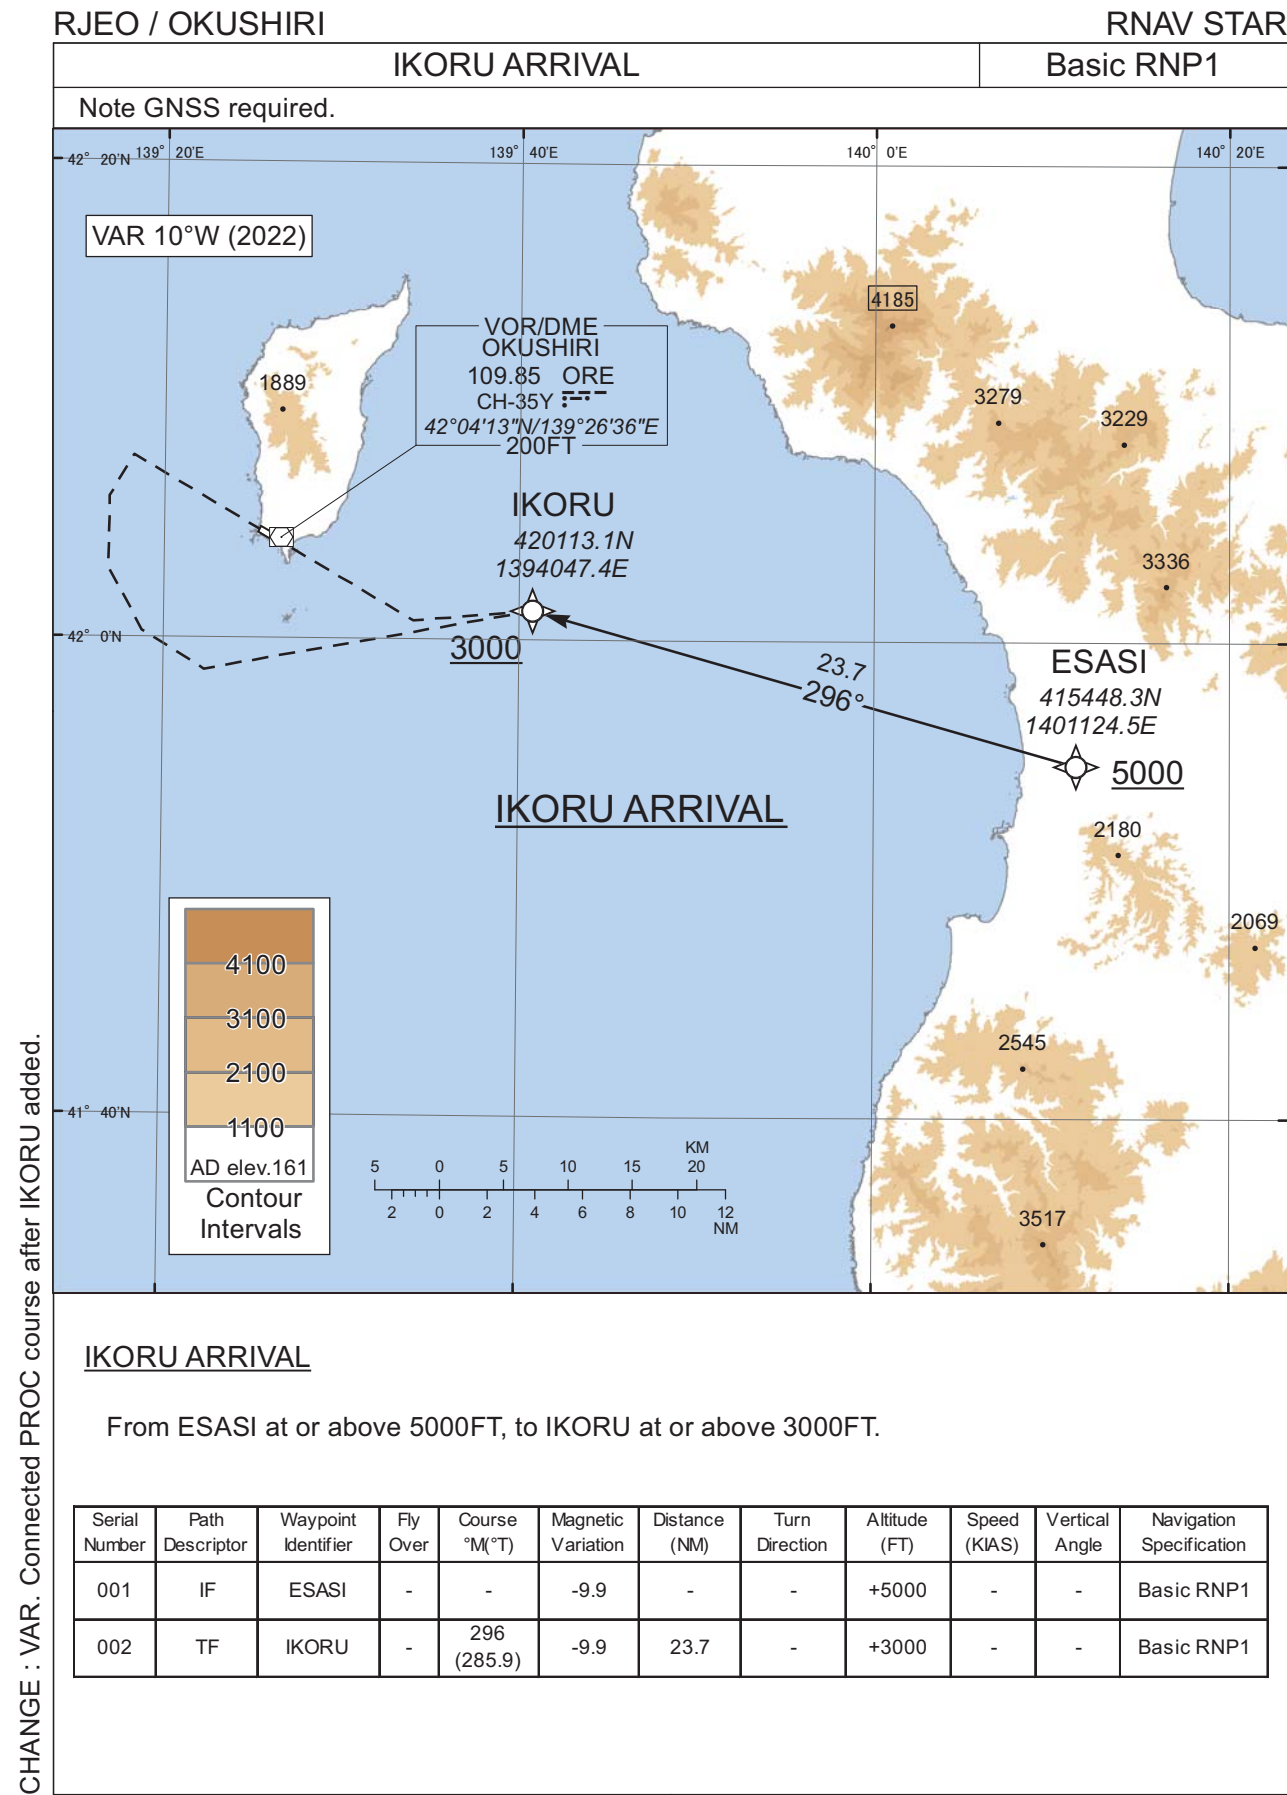 RJEO / OKUSHIRI
RNAV STAR
IKORU ARRIVAL
Basic RNP1
Note GNSS required.
42° 20'N
139° 20'E
139° 40'E
140° 0'E
140° 20'E
VAR 10°W (2022)
4185
VOR/DME
OKUSHIRI
109.85 ORE
CH-35Y
42°04'13"N/139°26'36"E
200FT
1889
3279
3229
IKORU
420113.1N
1394047.4E
3336
42° 0'N
3000
23.7
296°
ESASI
415448.3N
1401124.5E
5000
IKORU ARRIVAL
2180
2069
4100
3100
2100
1100
AD elev.161
Contour
Intervals
2545
41° 40'N
KM
5 0 5 10 15 20
2 0 2 4 6 8 10 12
NM
3517
IKORU ARRIVAL
From ESASI at or above 5000FT, to IKORU at or above 3000FT.
Serial Number Path Descriptor Waypoint Identifier Fly Over Course °M(°T) Magnetic Variation Distance (NM) Turn Direction Altitude (FT) Speed (KIAS) Vertical Angle Navigation Specification
001 IF ESASI - - -9.9 - - +5000 - - Basic RNP1
002 TF IKORU - 296 (285.9) -9.9 23.7 - +3000 - - Basic RNP1
CHANGE : VAR. Connected PROC course after IKORU added.